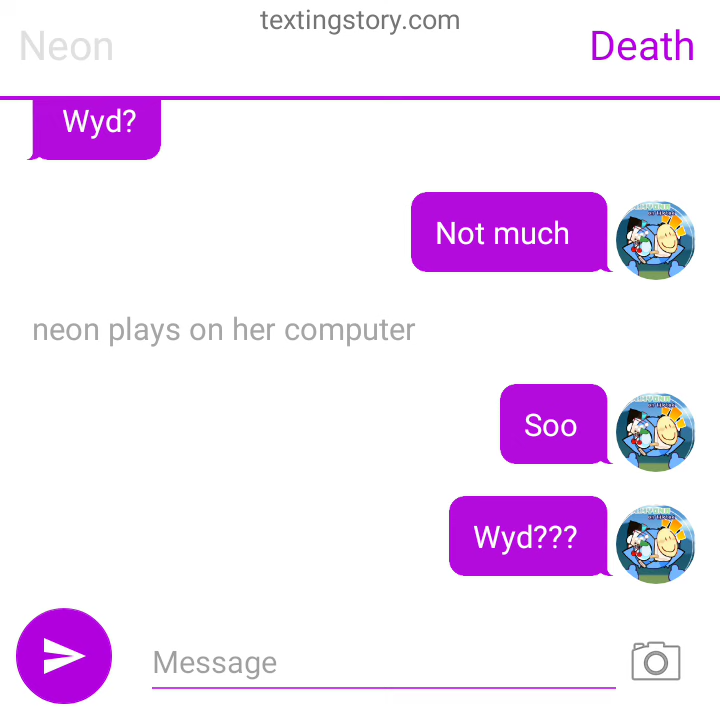 textingstory.com
Neon
Death
Wyd?
Not much
neon plays on her computer
Soo
Wyd???
Message